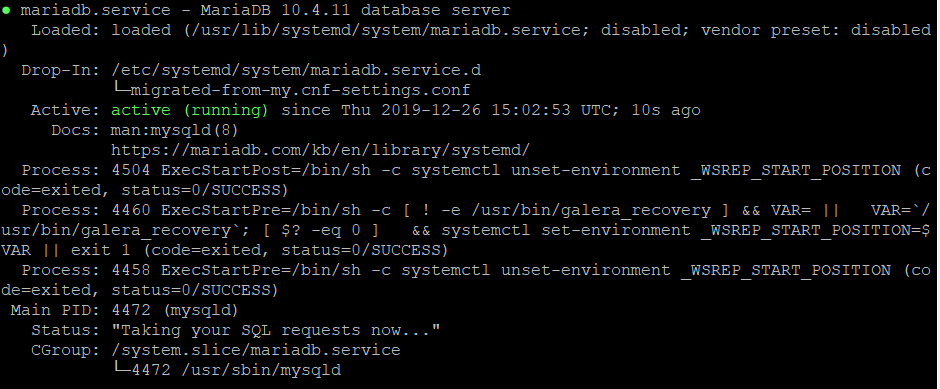 ● mariadb.service - MariaDB 10.4.11 database server
   Loaded: loaded (/usr/lib/systemd/system/mariadb.service; disabled; vendor preset: disabled
)
  Drop-In: /etc/systemd/system/mariadb.service.d
           └─migrated-from-my.cnf-settings.conf
   Active: active (running) since Thu 2019-12-26 15:02:53 UTC; 10s ago
     Docs: man:mysqld(8)
           https://mariadb.com/kb/en/library/systemd/
  Process: 4504 ExecStartPost=/bin/sh -c systemctl unset-environment _WSREP_START_POSITION (c
ode=exited, status=0/SUCCESS)
  Process: 4460 ExecStartPre=/bin/sh -c [ ! -e /usr/bin/galera_recovery ] && VAR= ||   VAR=`/
usr/bin/galera_recovery`; [ $? -eq 0 ]   && systemctl set-environment _WSREP_START_POSITION=$
VAR || exit 1 (code=exited, status=0/SUCCESS)
  Process: 4458 ExecStartPre=/bin/sh -c systemctl unset-environment _WSREP_START_POSITION (co
de=exited, status=0/SUCCESS)
 Main PID: 4472 (mysqld)
   Status: "Taking your SQL requests now..."
   CGroup: /system.slice/mariadb.service
           └─4472 /usr/sbin/mysqld